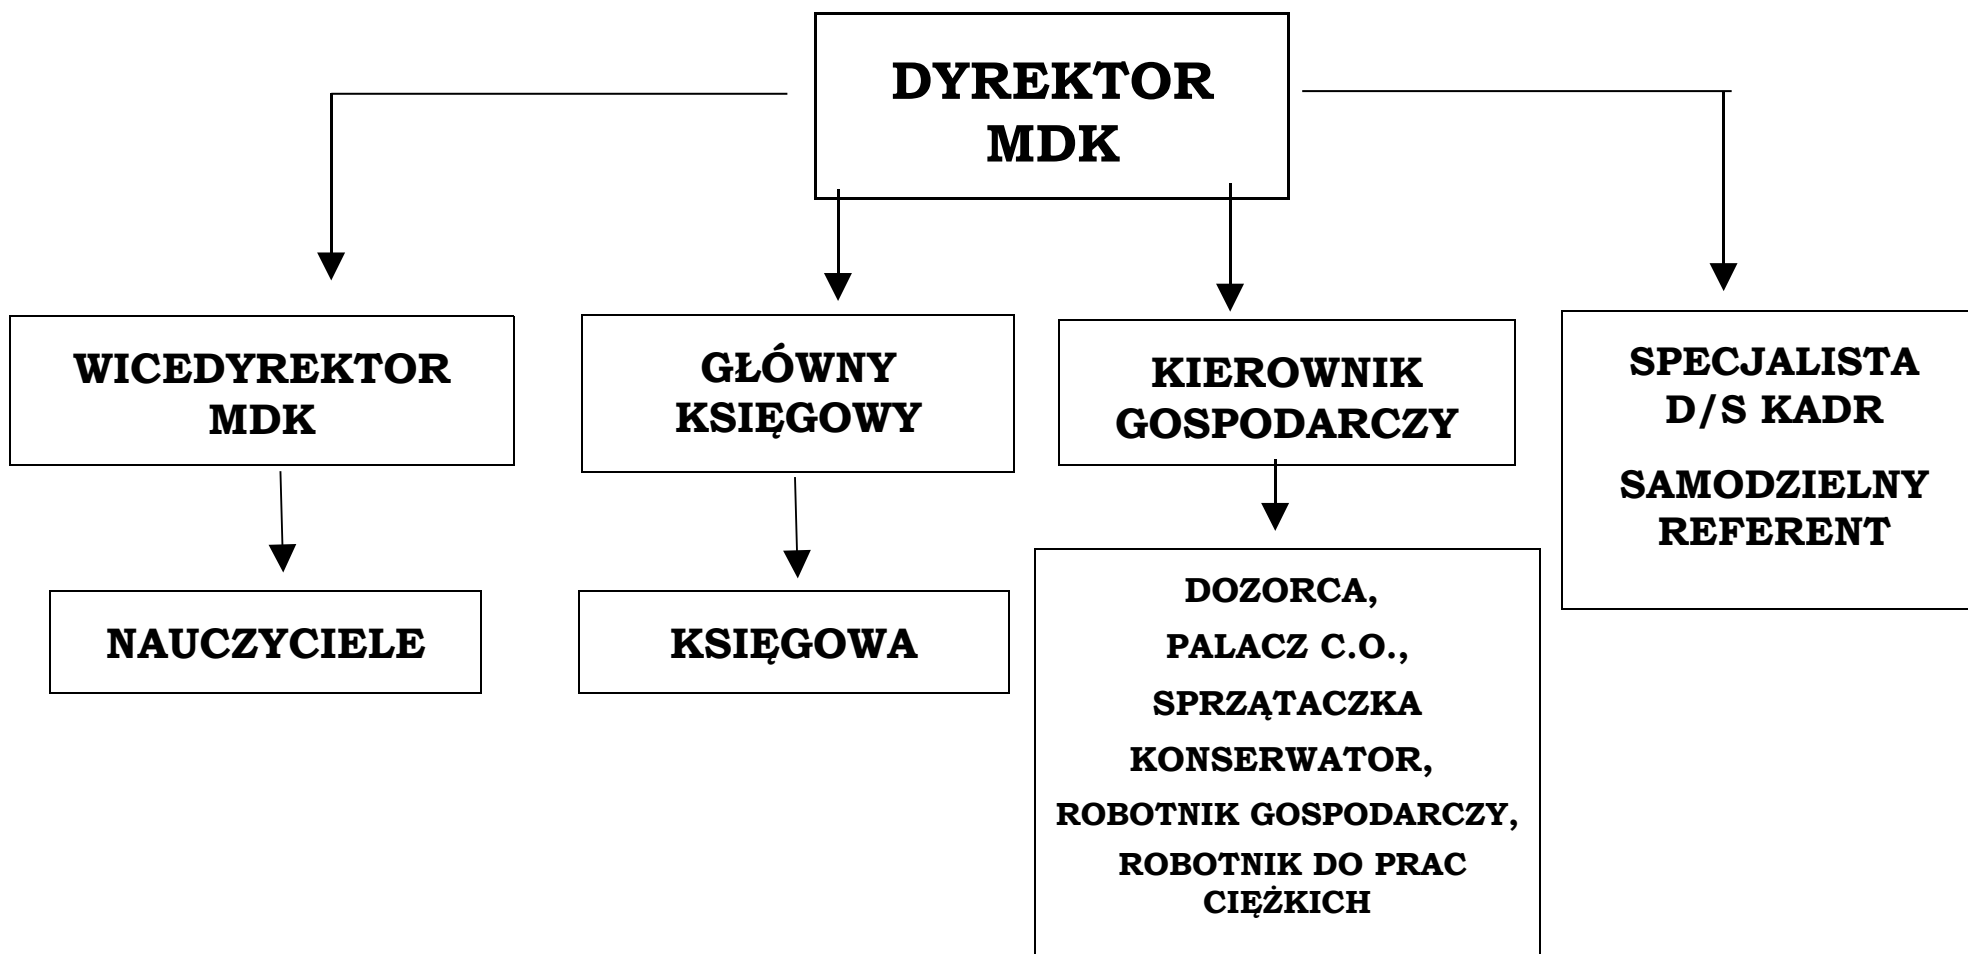 DYREKTOR
MDK
WICEDYREKTOR
MDK
GŁÓWNY
KSIĘGOWY
KIEROWNIK
GOSPODARCZY
SPECJALISTA
D/S KADR
SAMODZIELNY
REFERENT
NAUCZYCIELE
KSIĘGOWA
DOZORCA,
PALACZ C.O.,
SPRZĄTACZKA
KONSERWATOR,
ROBOTNIK GOSPODARCZY,
ROBOTNIK DO PRAC
CIĘŻKICH